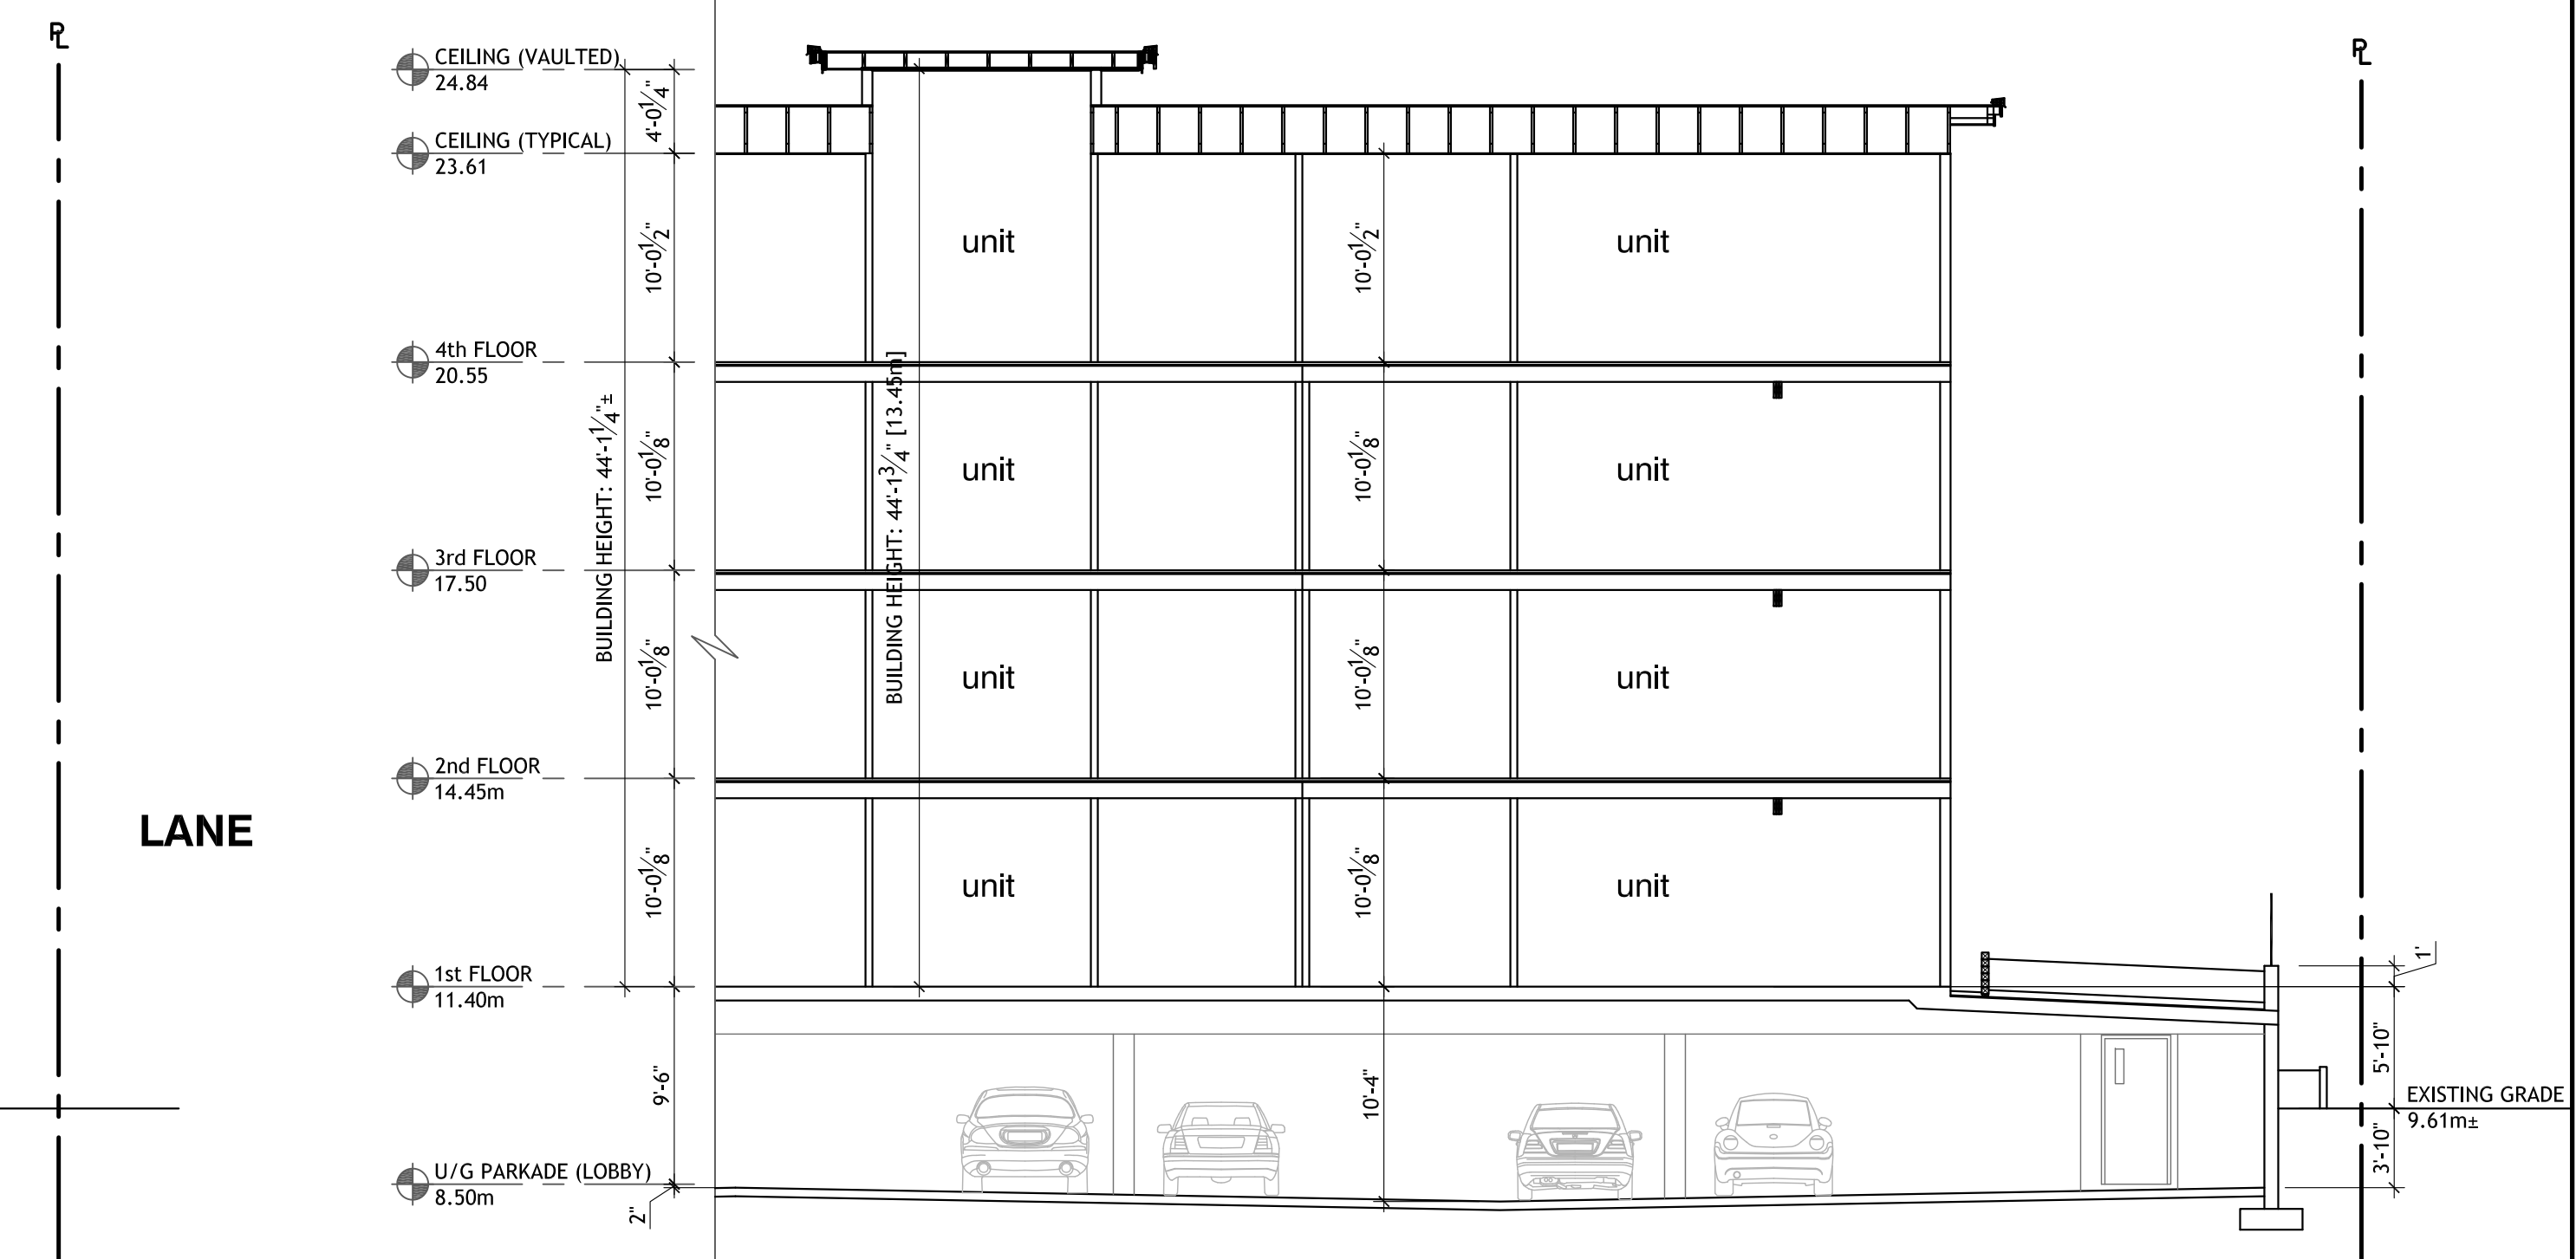 PL
PL
CEILING (VAULTED)
24.84
4'-0 1/4"
CEILING (TYPICAL)
23.61
10'-0 1/2"
unit
10'-0 1/2"
unit
4th FLOOR
20.55
BUILDING HEIGHT: 44'-1 1/4"±
10'-0 1/8"
BUILDING HEIGHT: 44'-1 3/4" [13.45m]
unit
10'-0 1/8"
unit
3rd FLOOR
17.50
10'-0 1/8"
unit
10'-0 1/8"
unit
2nd FLOOR
14.45m
LANE
10'-0 1/8"
unit
10'-0 1/8"
unit
1st FLOOR
11.40m
1'
9'-6"
10'-4"
5'-10"
EXISTING GRADE
9.61m±
3'-10"
U/G PARKADE (LOBBY)
8.50m
2"